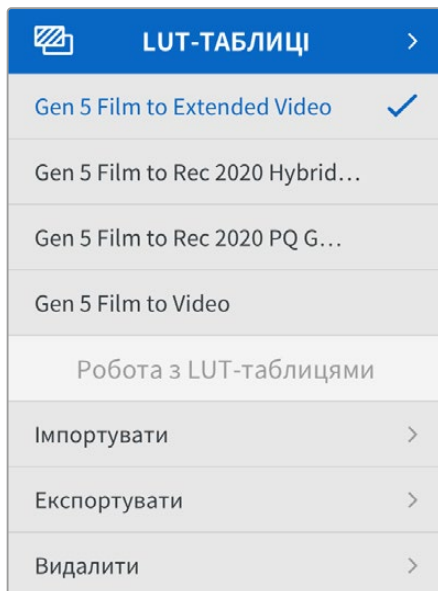 LUT-ТАБЛИЦІ
Gen 5 Film to Extended Video
Gen 5 Film to Rec 2020 Hybrid...
Gen 5 Film to Rec 2020 PQ G...
Gen 5 Film to Video
Робота з LUT-таблицями
Імпортувати
Експортувати
Видалити